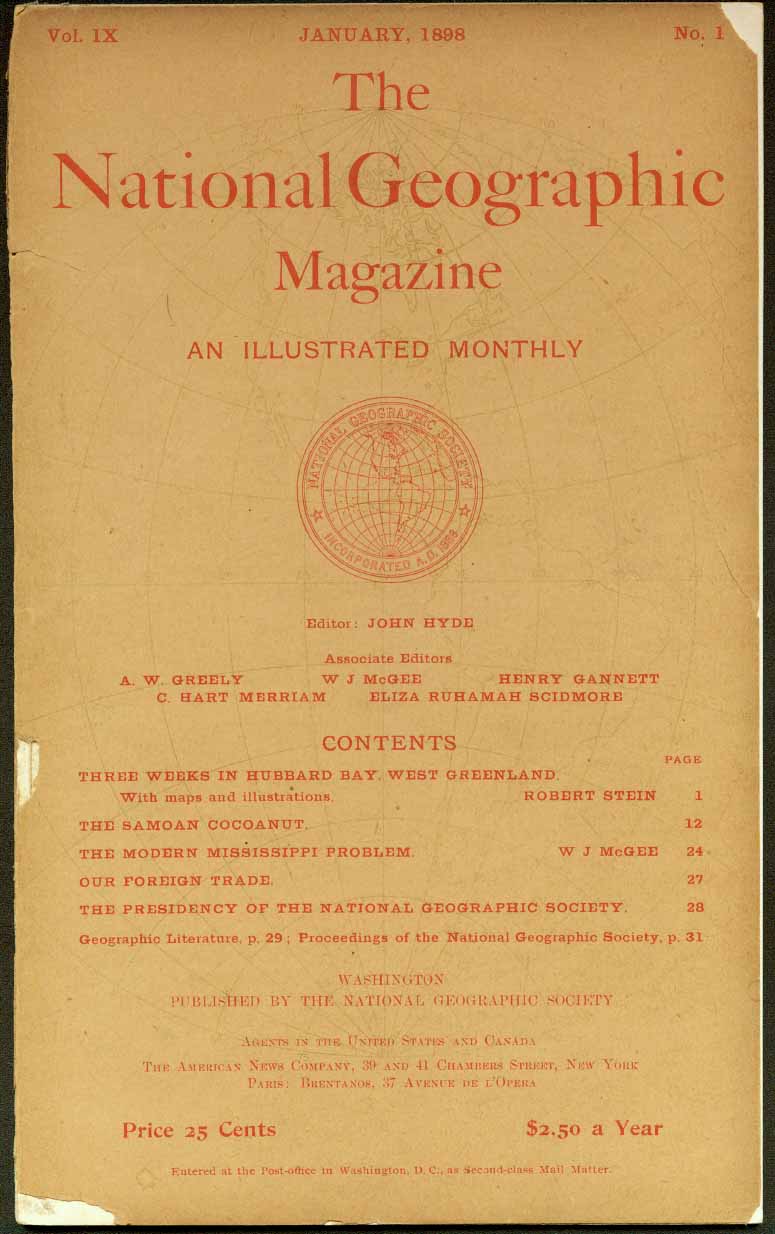 Vol. IX JANUARY, 1898 No. 1
The
National Geographic
Magazine
AN ILLUSTRATED MONTHLY
NATIONAL GEOGRAPHIC SOCIETY
INCORPORATED A.D. 1888
Editor: JOHN HYDE
Associate Editors
A. W. GREELY W J McGEE HENRY GANNETT
C. HART MERRIAM ELIZA RUHAMAH SCIDMORE
CONTENTS
PAGE
THREE WEEKS IN HUBBARD BAY, WEST GREENLAND.
With maps and illustrations. ROBERT STEIN 1
THE SAMOAN COCOANUT. 12
THE MODERN MISSISSIPPI PROBLEM. W J McGEE 24
OUR FOREIGN TRADE. 27
THE PRESIDENCY OF THE NATIONAL GEOGRAPHIC SOCIETY. 28
Geographic Literature, p. 29; Proceedings of the National Geographic Society, p. 31
WASHINGTON
PUBLISHED BY THE NATIONAL GEOGRAPHIC SOCIETY
AGENTS IN THE UNITED STATES AND CANADA
THE AMERICAN NEWS COMPANY, 39 AND 41 CHAMBERS STREET, NEW YORK
PARIS: BRENTANOS, 37 AVENUE DE L'OPERA
Price 25 Cents $2.50 a Year
Entered at the Post-office in Washington, D. C., as Second-class Mail Matter.